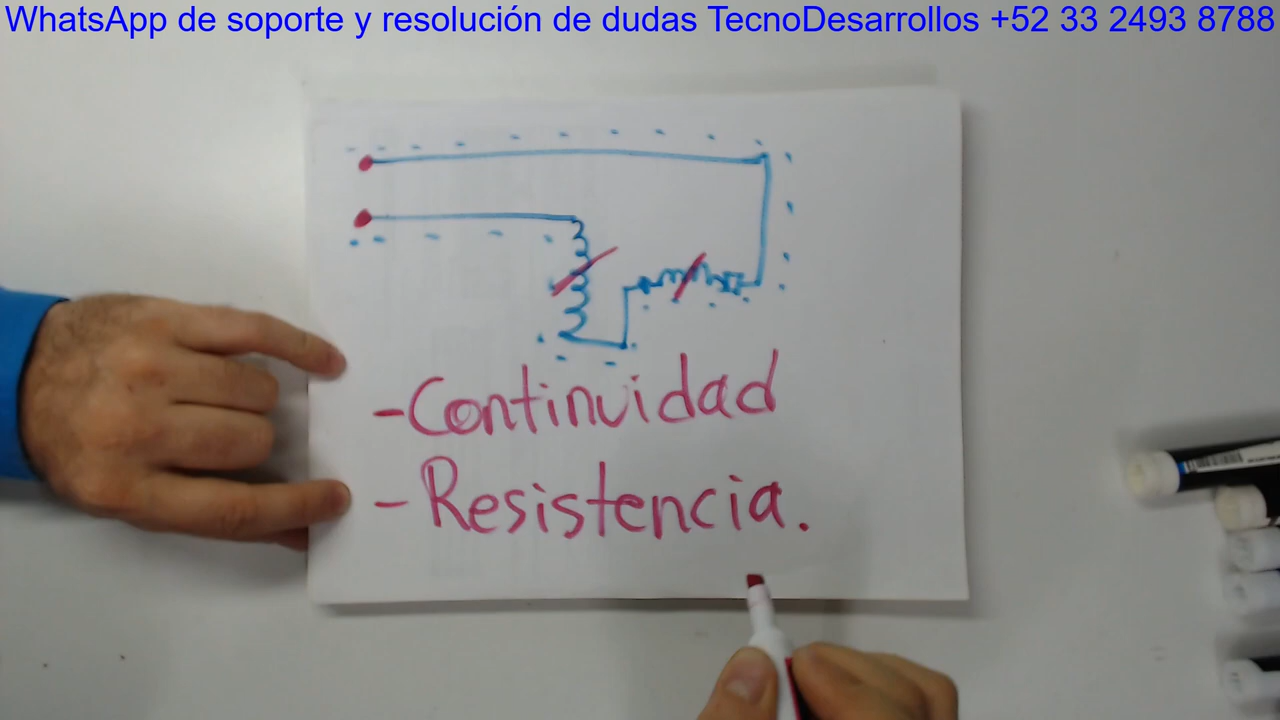 WhatsApp de soporte y resolución de dudas TecnoDesarrollos +52 33 2493 8788
-Continuidad
-Resistencia.